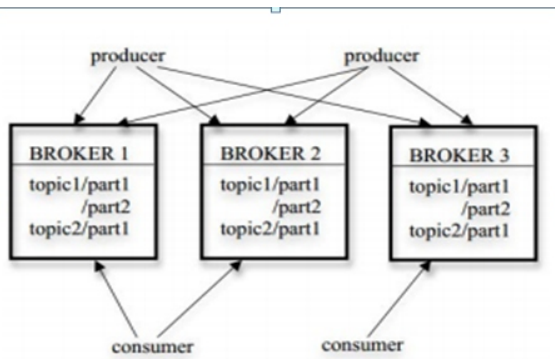 producer producer
BROKER 1
topic1/part1
/part2
topic2/part1
BROKER 2
topic1/part1
/part2
topic2/part1
BROKER 3
topic1/part1
/part2
topic2/part1
consumer consumer